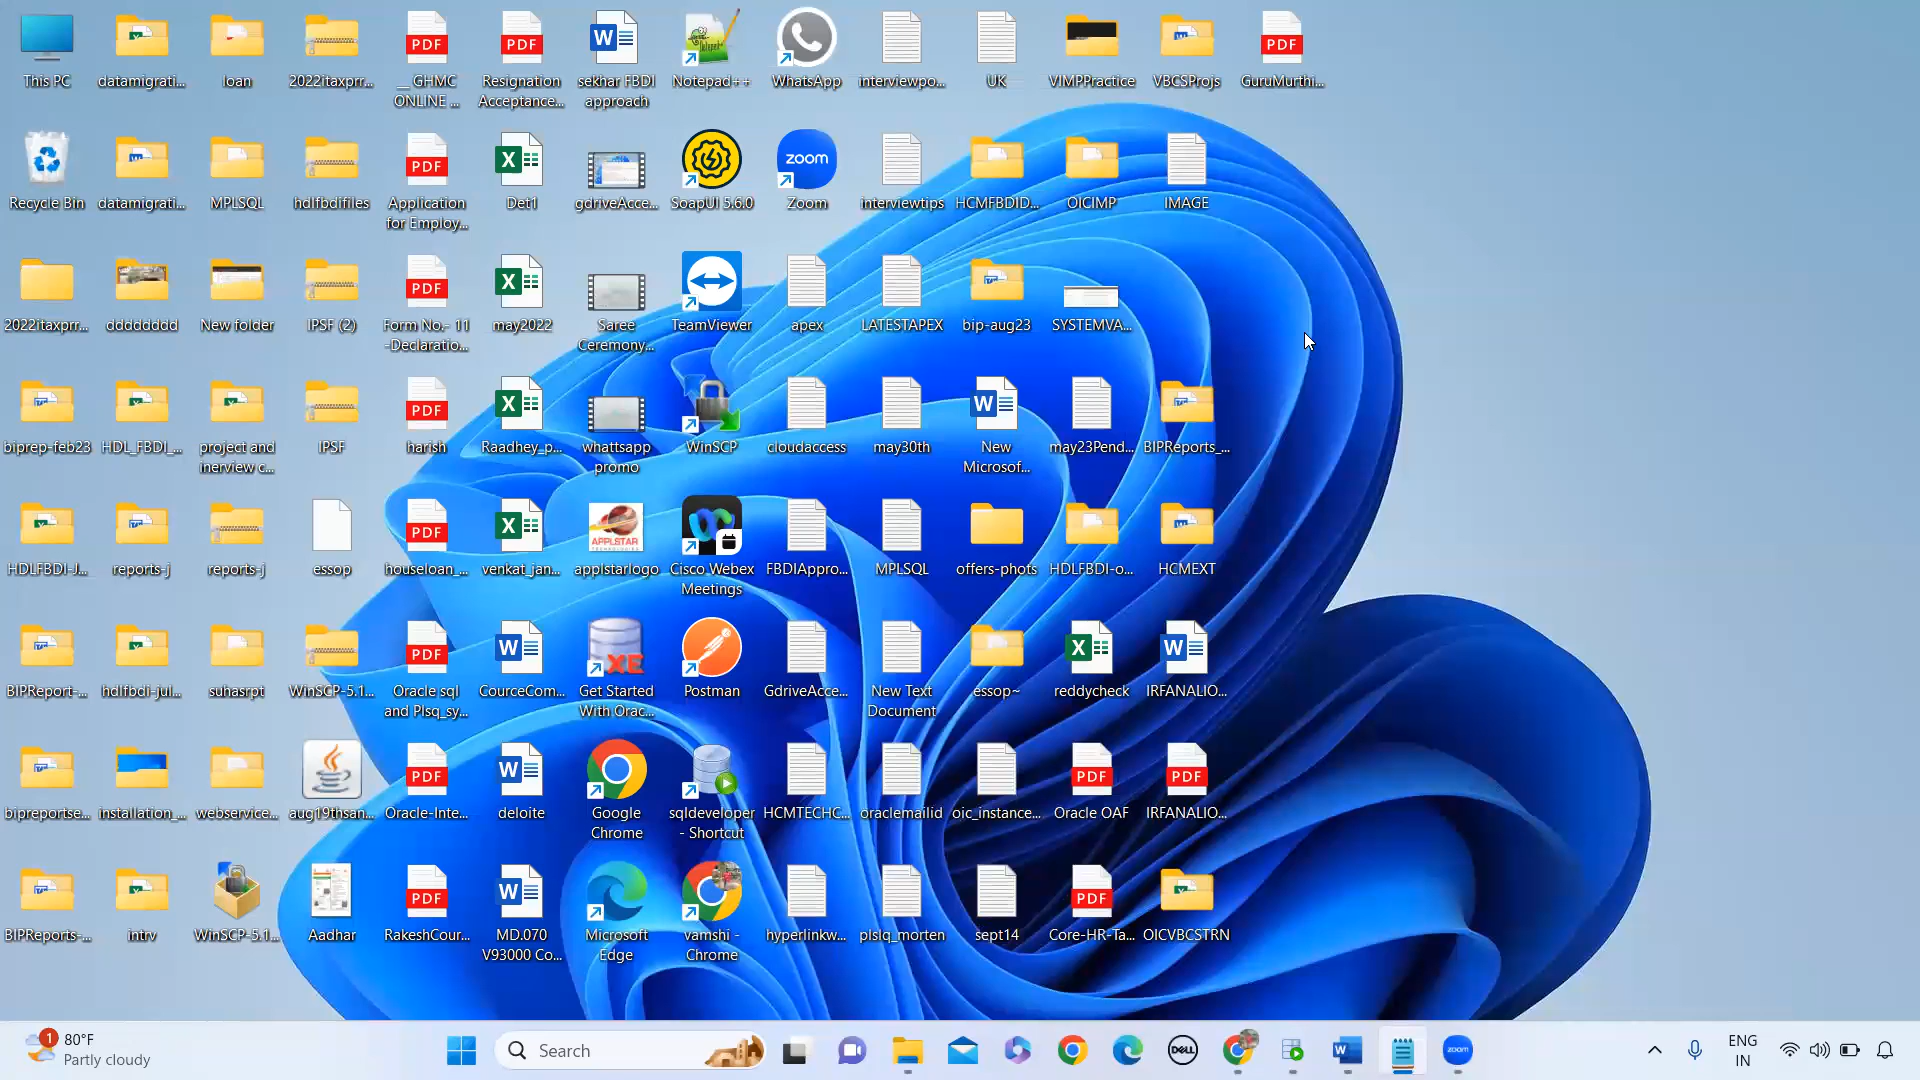 This PC
datamigrati...
loan
2022itaxprr...
__ GHMC
ONLINE ...
Resignation
Acceptance...
sekhar FBDI
approach
Notepad++
WhatsApp
interviewpo...
UK
VIMPPractice
VBCSProjs
GuruMurthi...
Recycle Bin
datamigrati...
MPLSQL
hdlfbdifiles
Application
for Employ...
Det1
gdriveAcce...
SoapUI 5.6.0
Zoom
interviewtips
HCMFBDID...
OICIMP
IMAGE
2022itaxprr...
dddddddd
New folder
IPSF (2)
Form No.- 11
-Declaratio...
may2022
Saree
Ceremony...
TeamViewer
apex
LATESTAPEX
bip-aug23
SYSTEMVA...
biprep-feb23
HDL_FBDI_...
project and
inerview c...
IPSF
harish
Raadhey_p...
whattsapp
promo
WinSCP
cloudaccess
may30th
New
Microsof...
may23Pend...
BIPReports_...
HDLFBDI-J...
reports-j
reports-j
essop
houseloan_...
venkat_jan...
APPLSTAR
applstarlogo
Cisco Webex
Meetings
FBDIAppro...
MPLSQL
offers-phots
HDLFBDI-o...
HCMEXT
BIPReport-...
hdlfbdi-jul...
suhasrpt
WinSCP-5.1...
Oracle sql
and Plsq_sy...
CourceCom...
Get Started
With Orac...
Postman
GdriveAcce...
New Text
Document
essop~
reddycheck
IRFANALIO...
bipreportse...
installation_...
webservice...
aug19thsan...
Oracle-Inte...
deloite
Google
Chrome
sqldeveloper
- Shortcut
HCMTECHC...
oraclemailid
oic_instance...
Oracle OAF
IRFANALIO...
BIPReports-...
intrv
WinSCP-5.1...
Aadhar
RakeshCour...
MD.070
V93000 Co...
Microsoft
Edge
vamshi -
Chrome
hyperlinkw...
plslq_morten
sept14
Core-HR-Ta...
OICVBCSTRN
1
80°F
Partly cloudy
Search
DELL
zoom
ENG
IN